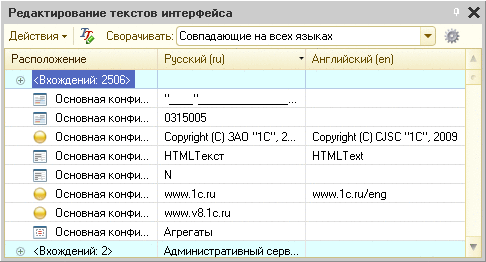 Редактирование текстов интерфейса
Действия Сворачивать: Совпадающие на всех языках
Расположение Русский (ru) Английский (en)
<Вхождений: 2506>
Основная конфи... "____"________________...
Основная конфи... 0315005
Основная конфи... Copyright (C) ЗАО "1С", 2... Copyright (C) CJSC "1C", 2009
Основная конфи... HTMLТекст HTMLText
Основная конфи... N
Основная конфи... www.1c.ru www.1c.ru/eng
Основная конфи... www.v8.1c.ru
Основная конфи... Агрегаты
<Вхождений: 2> Административный серв...